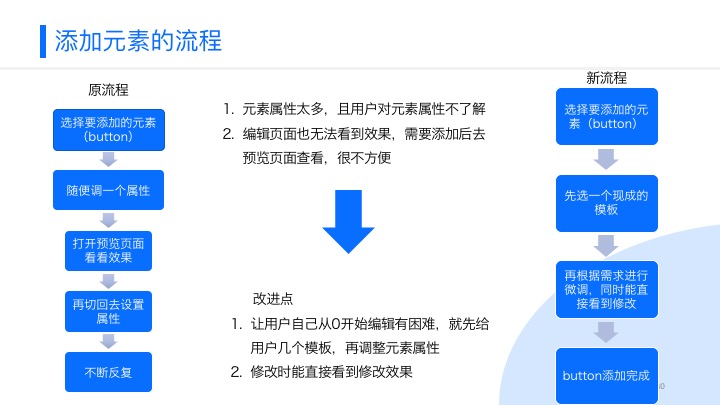 添加元素的流程
原流程
选择要添加的元素
（button）
随便调一个属性
打开预览页面
看看效果
再切回去设置
属性
不断反复
1. 元素属性太多，且用户对元素属性不了解
2. 编辑页面也无法看到效果，需要添加后去
预览页面查看，很不方便
改进点
1. 让用户自己从0开始编辑有困难，就先给
用户几个模板，再调整元素属性
2. 修改时能直接看到修改效果
新流程
选择要添加的元
素（button）
先选一个现成的
模板
再根据需求进行
微调，同时能直
接看到修改
button添加完成